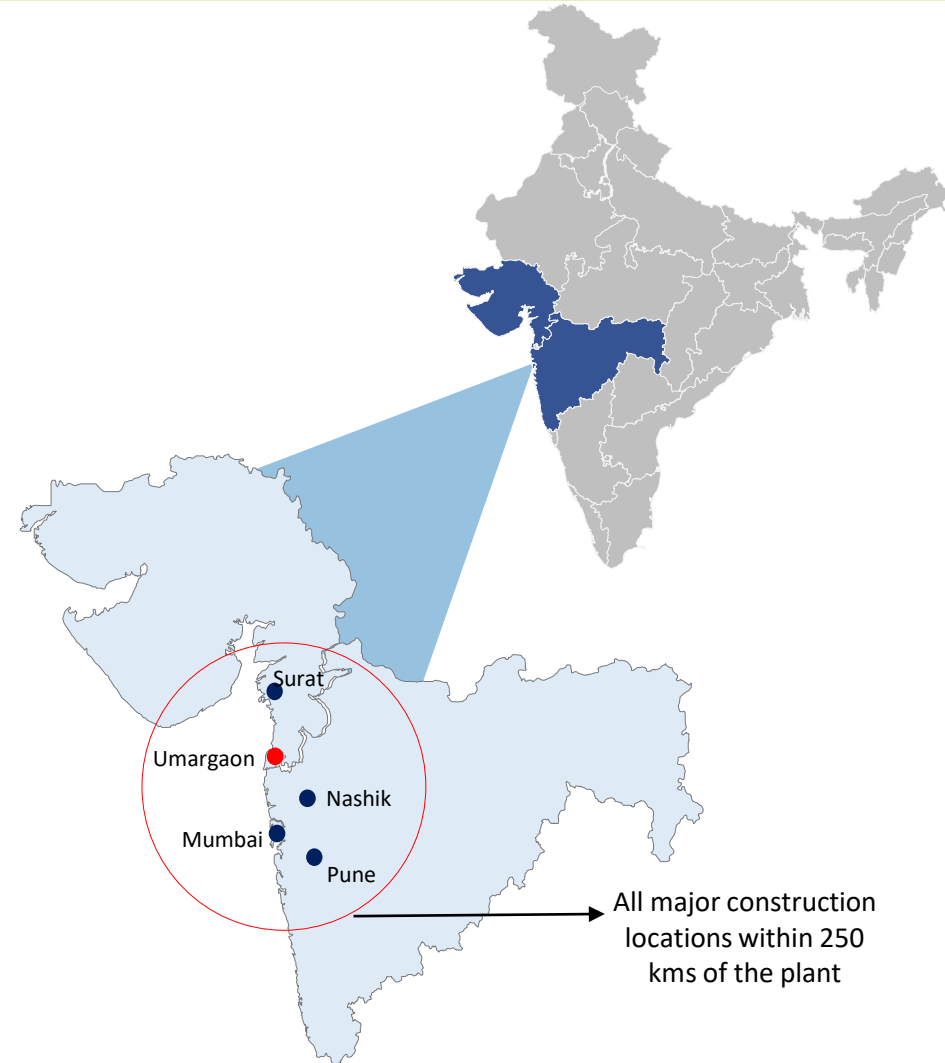 Surat
Umargaon
Nashik
Mumbai
Pune
All major construction
locations within 250
kms of the plant